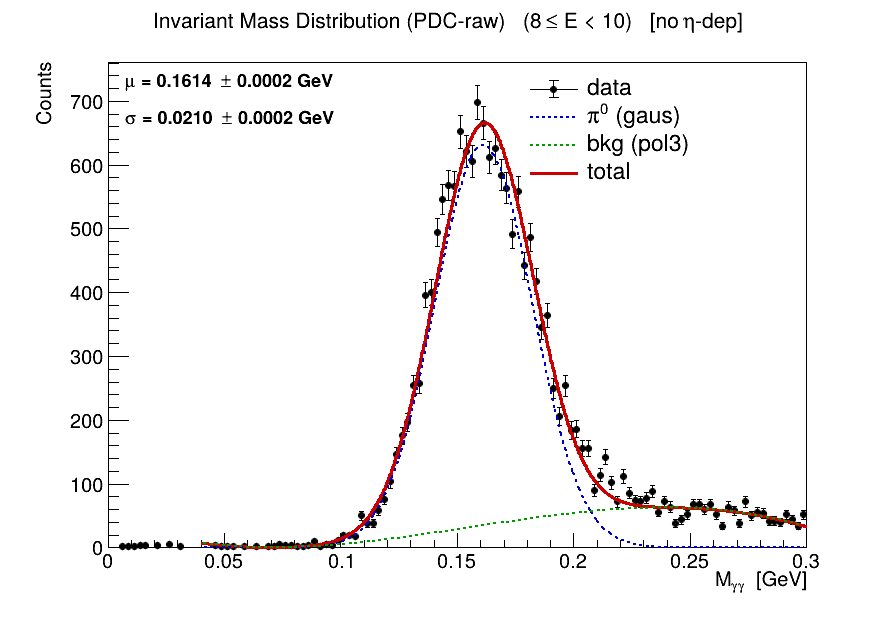 Invariant Mass Distribution (PDC-raw) (8 ≤ E < 10) [no η-dep]
Counts
μ = 0.1614 ± 0.0002 GeV
σ = 0.0210 ± 0.0002 GeV
data
π⁰ (gaus)
bkg (pol3)
total
700
600
500
400
300
200
100
0
0 0.05 0.1 0.15 0.2 0.25 0.3
Mγγ [GeV]